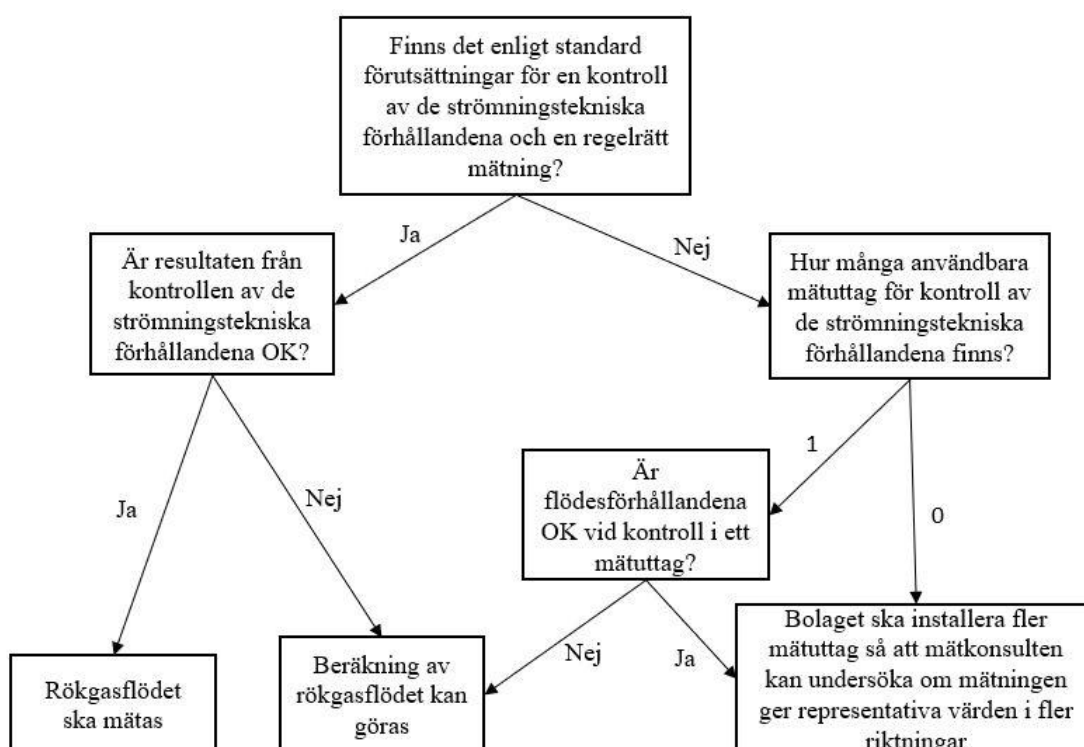 Finns det enligt standard
förutsättningar för en kontroll
av de strömningstekniska
förhållandena och en regelrätt
mätning?
Ja
Nej
Är resultaten från
kontrollen av de
strömningstekniska
förhållandena OK?
Hur många användbara
mätuttag för kontroll av
de strömningstekniska
förhållandena finns?
Ja
Nej
1
0
Är
flödesförhållandena
OK vid kontroll i ett
mätuttag?
Nej
Ja
Rökgasflödet
ska mätas
Beräkning av
rökgasflödet kan
göras
Bolaget ska installera fler
mätuttag så att mätkonsulten
kan undersöka om mätningen
ger representativa värden i fler
riktningar